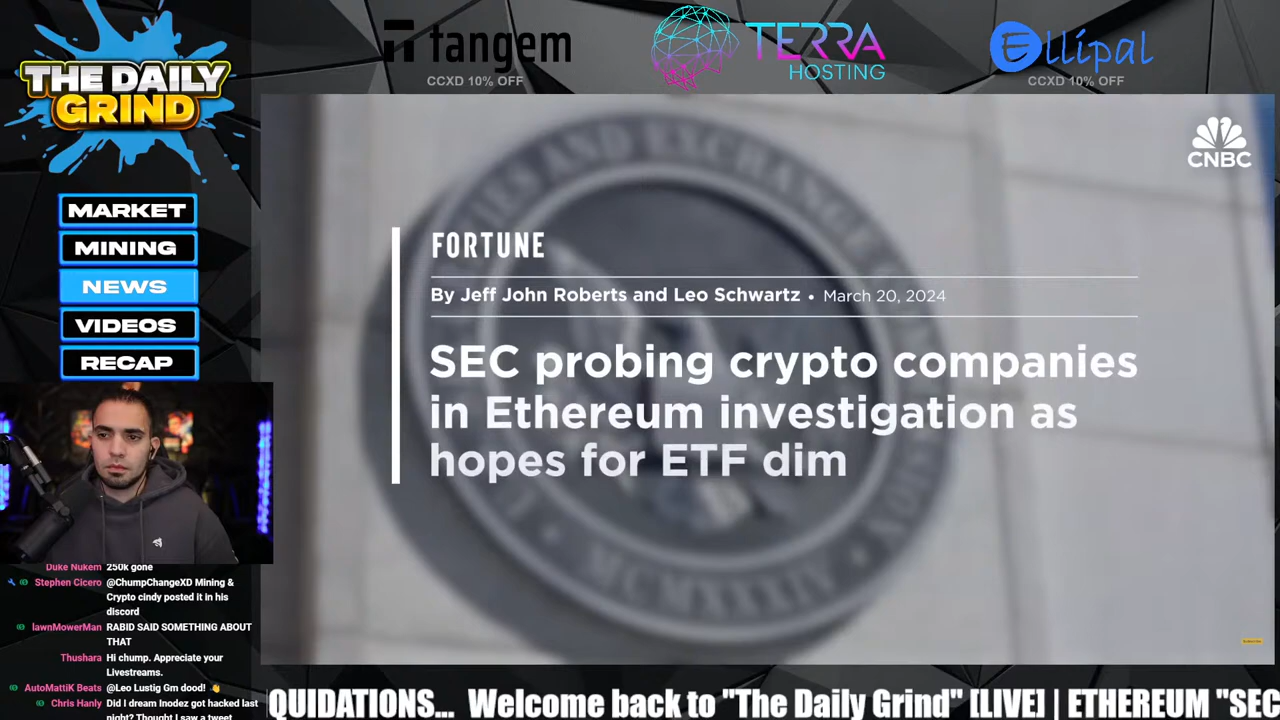 tangem
CCXD 10% OFF
TERRA
HOSTING
Ellipal
CCXD 10% OFF
THE DAILY
GRIND
MARKET
MINING
NEWS
VIDEOS
RECAP
CNBC
FORTUNE
By Jeff John Roberts and Leo Schwartz • March 20, 2024
SEC probing crypto companies
in Ethereum investigation as
hopes for ETF dim
Duke Nukem 250k gone
Stephen Cicero @ChumpChangeXD Mining &
Crypto cindy posted it in his
discord
lawnMowerMan RABID SAID SOMETHING ABOUT
THAT
Thushara Hi chump. Appreciate your
Livestreams.
AutoMattiK Beats @Leo Lustig Gm dood! 👋
Chris Hanly Did I dream Inodez got hacked last
night? Thought I saw a tweet
QUIDATIONS... Welcome back to "The Daily Grind" [LIVE] | ETHEREUM "SEC